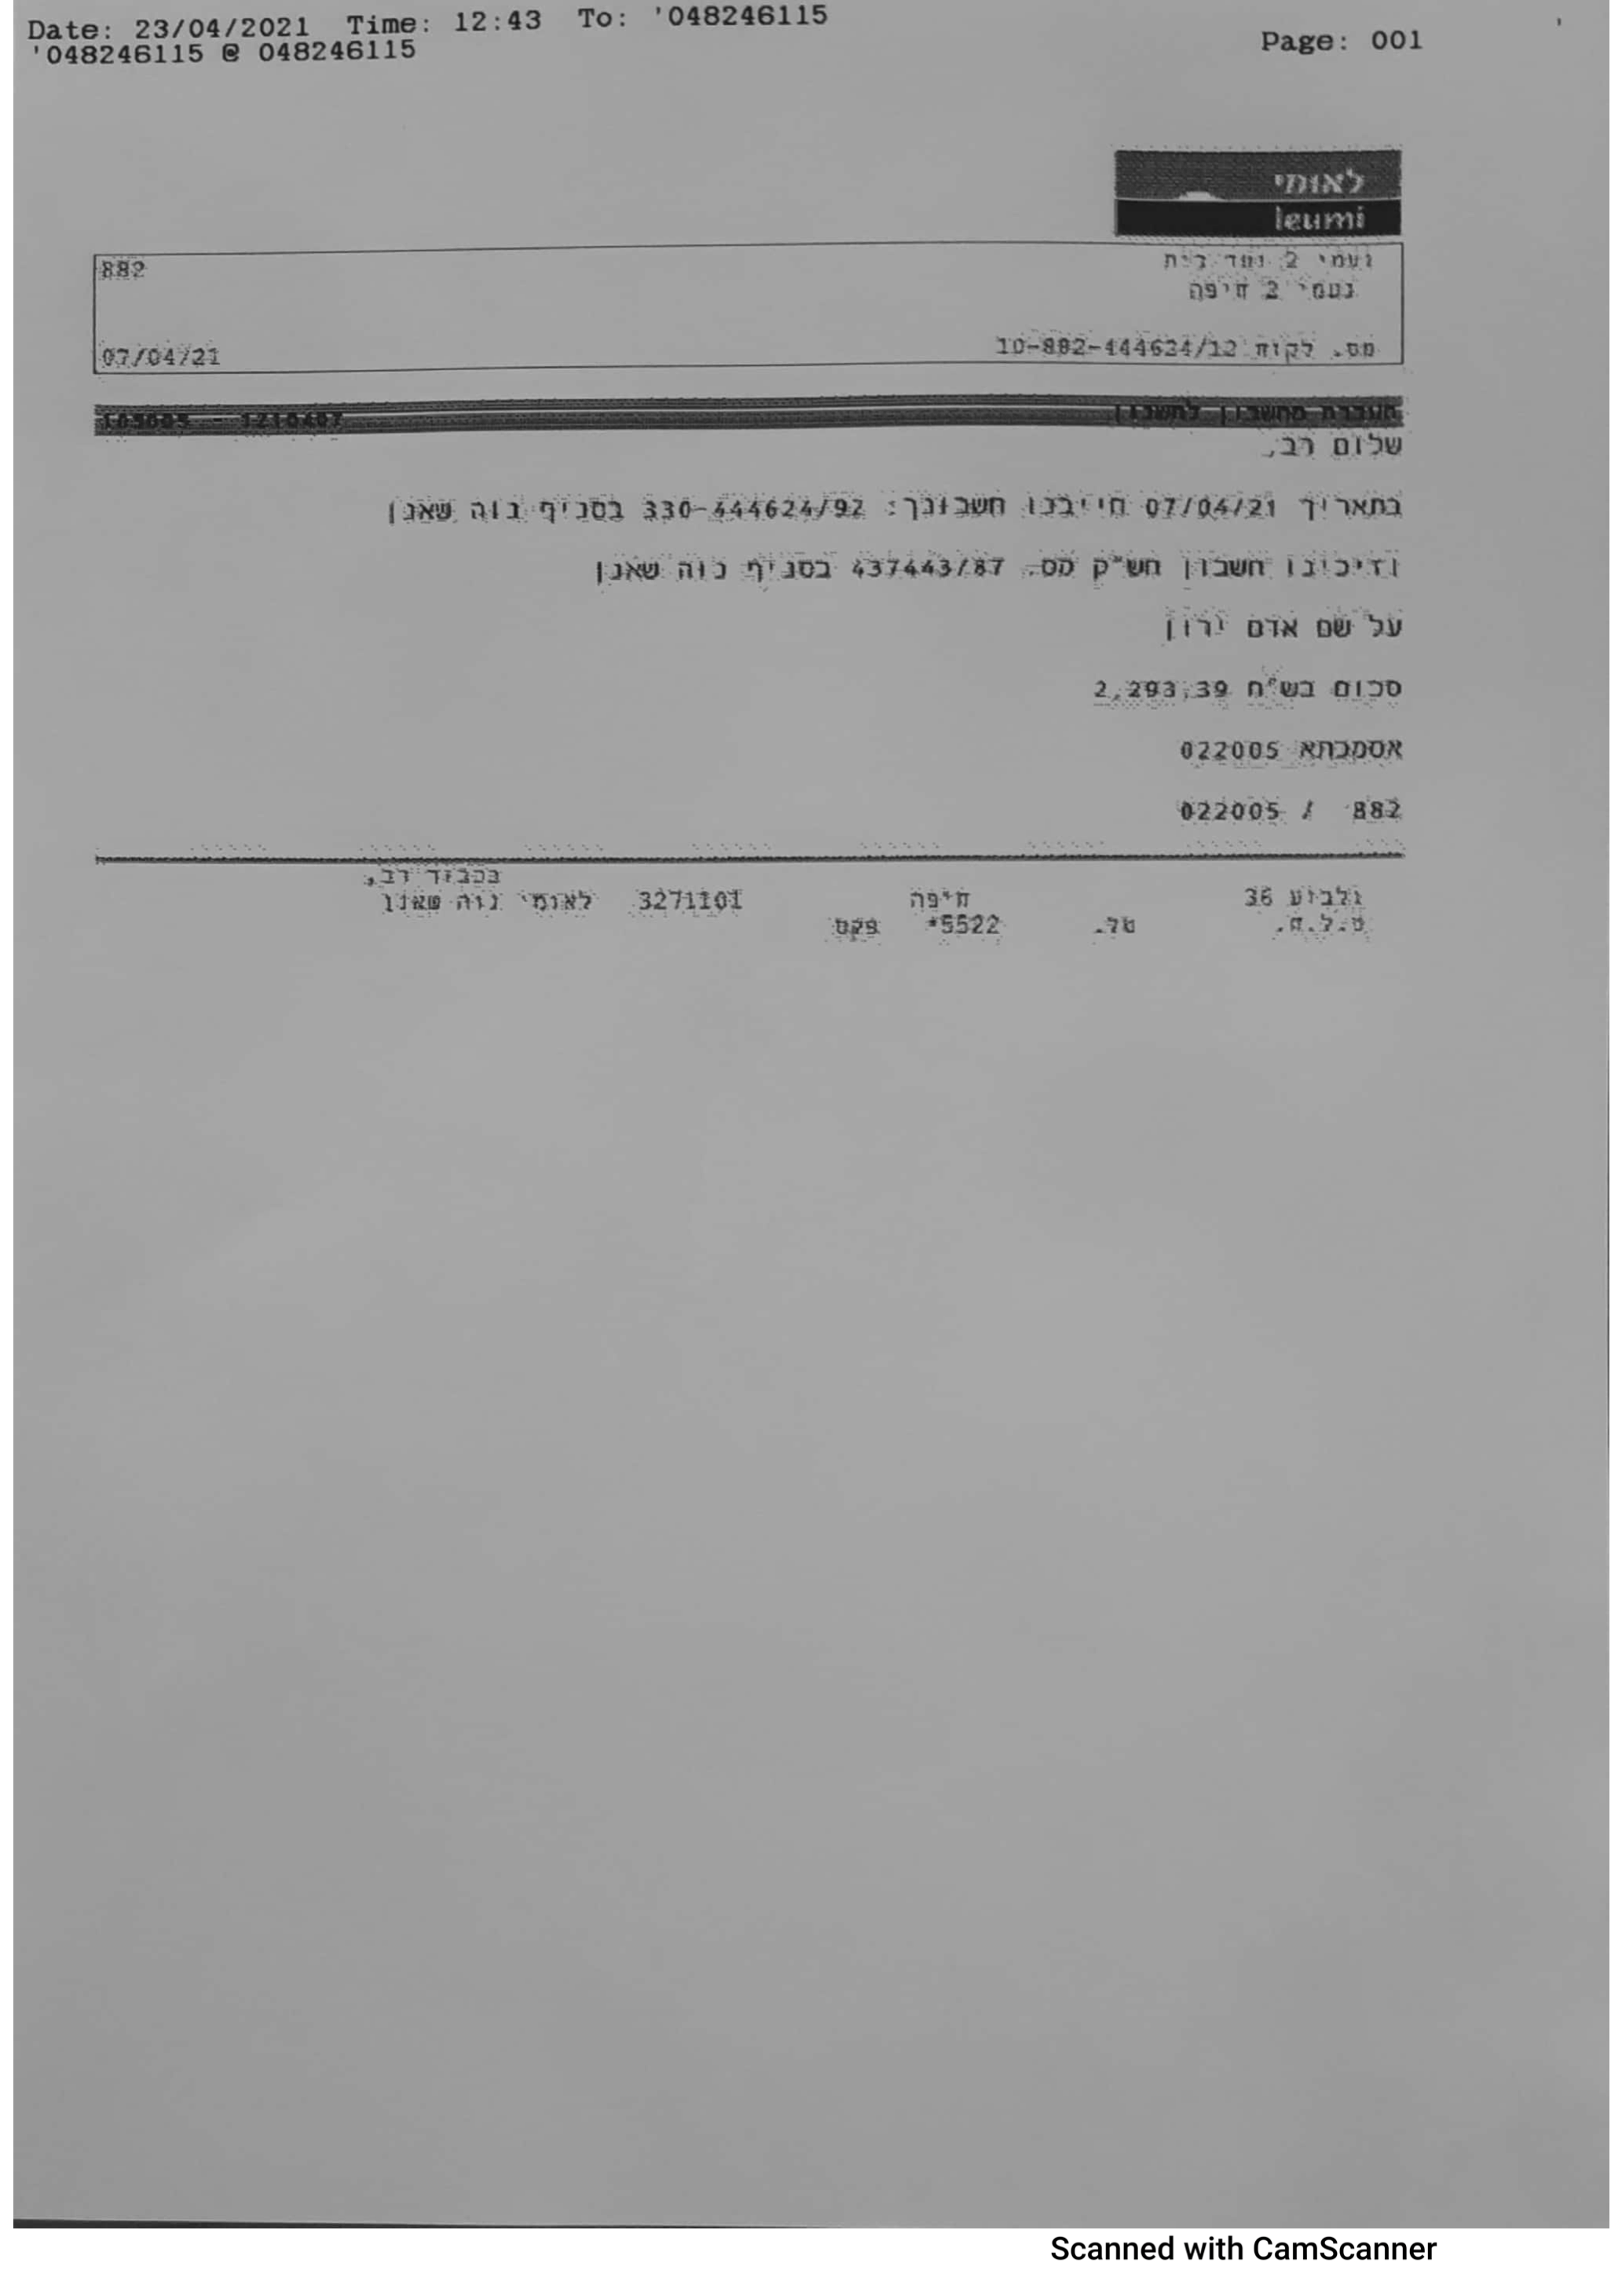 Date: 23/04/2021 Time: 12:43 To: '048246115
'048246115 @ 048246115
Page: 001
לאומי
leumi
נעמי 2 ועד בית 882
נעמי 2 חיפה
מס. לקוח 10-882-444624/12 07/04/21
העברת מחשבון לחשבון
שלום רב,
בתאריך 07/04/21 חייבנו חשבונך: 330-444624/92 בסניף נוה שאנן
וזיכינו חשבון חש"ק מס. 437443/87 בסניף נוה שאנן
על שם אדם ירון
סכום בש"ח 2,293.39
אסמכתא 022005
882 / 022005
בכבוד רב,
36 חיפה 3271101 לאומי נוה שאנן
ט.ל.ח. טל. 5522* פקס
Scanned with CamScanner